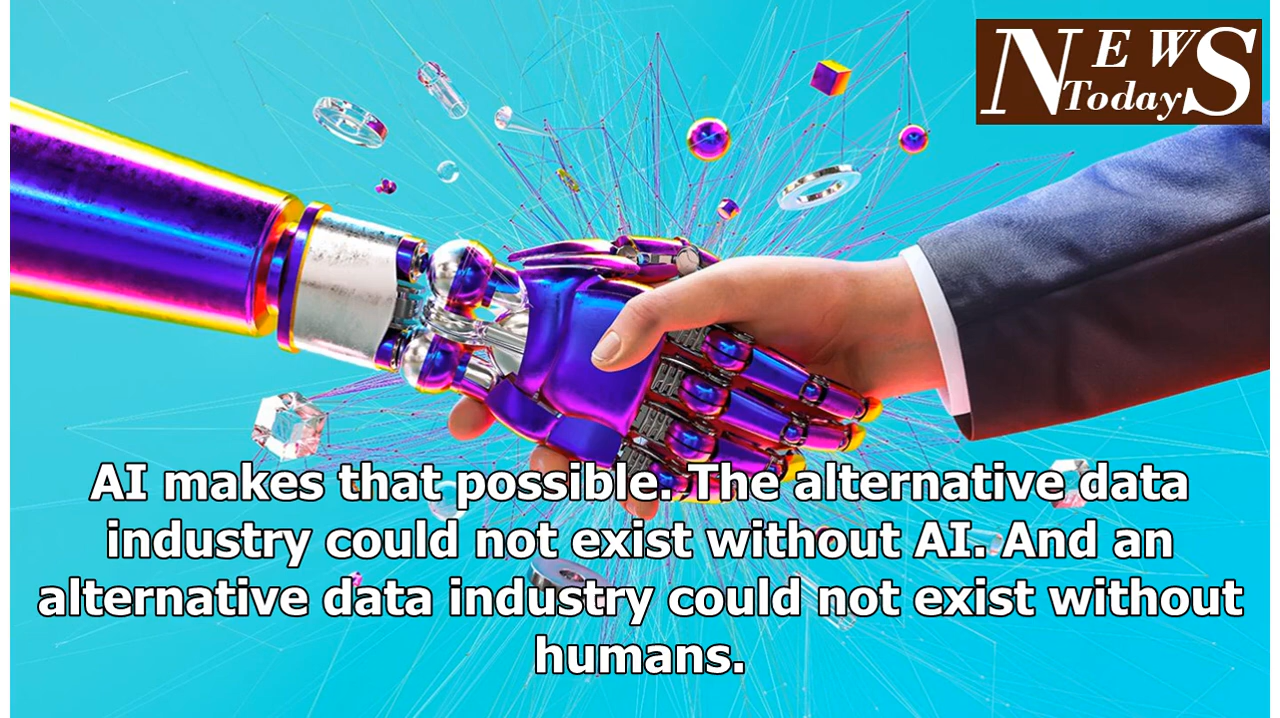 NEWS
Today
AI makes that possible. The alternative data
industry could not exist without AI. And an
alternative data industry could not exist without
humans.